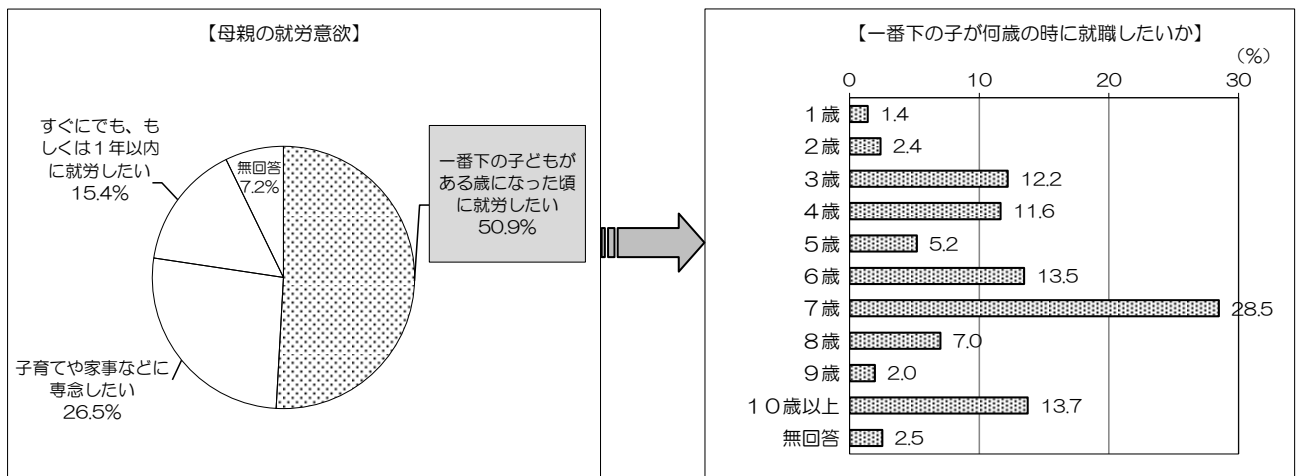 【母親の就労意欲】
すぐにでも、も
しくは１年以内
に就労したい
15.4%
無回答
7.2%
一番下の子どもが
ある歳になった頃
に就労したい
50.9%
子育てや家事などに
専念したい
26.5%
【一番下の子が何歳の時に就職したいか】
（%）
0 10 20 30
１歳 1.4
２歳 2.4
３歳 12.2
４歳 11.6
５歳 5.2
６歳 13.5
７歳 28.5
８歳 7.0
９歳 2.0
１０歳以上 13.7
無回答 2.5